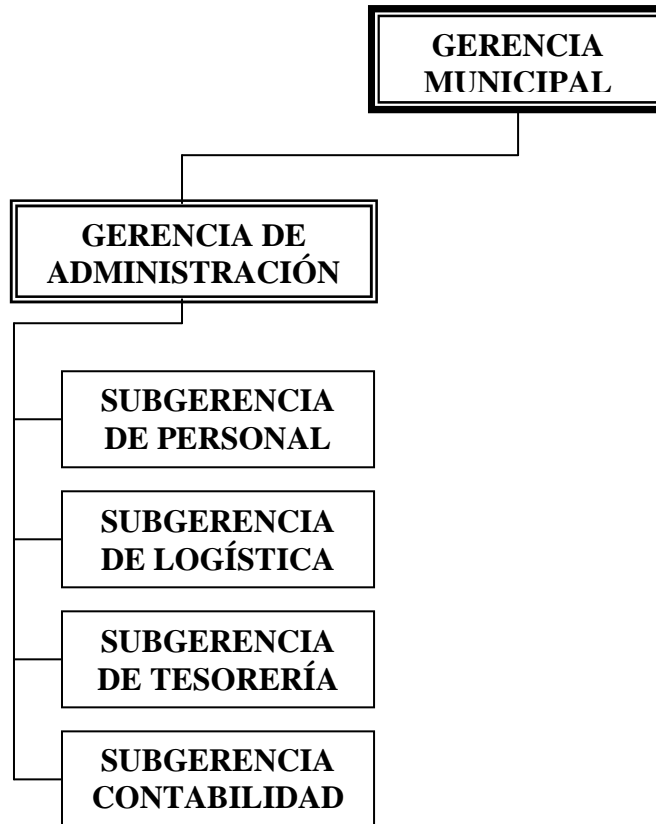 GERENCIA
MUNICIPAL
GERENCIA DE
ADMINISTRACIÓN
SUBGERENCIA
DE PERSONAL
SUBGERENCIA
DE LOGÍSTICA
SUBGERENCIA
DE TESORERÍA
SUBGERENCIA
CONTABILIDAD